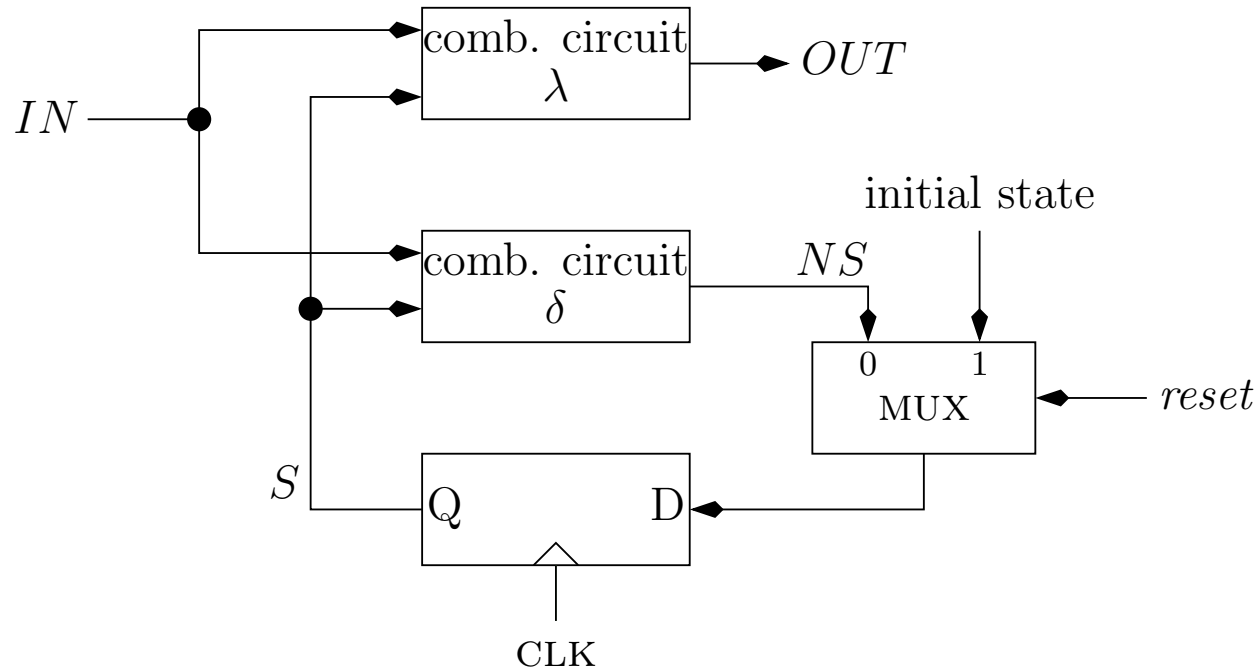 comb. circuit
λ
OUT
IN
initial state
comb. circuit
δ
NS
0
1
MUX
reset
S
Q
D
CLK